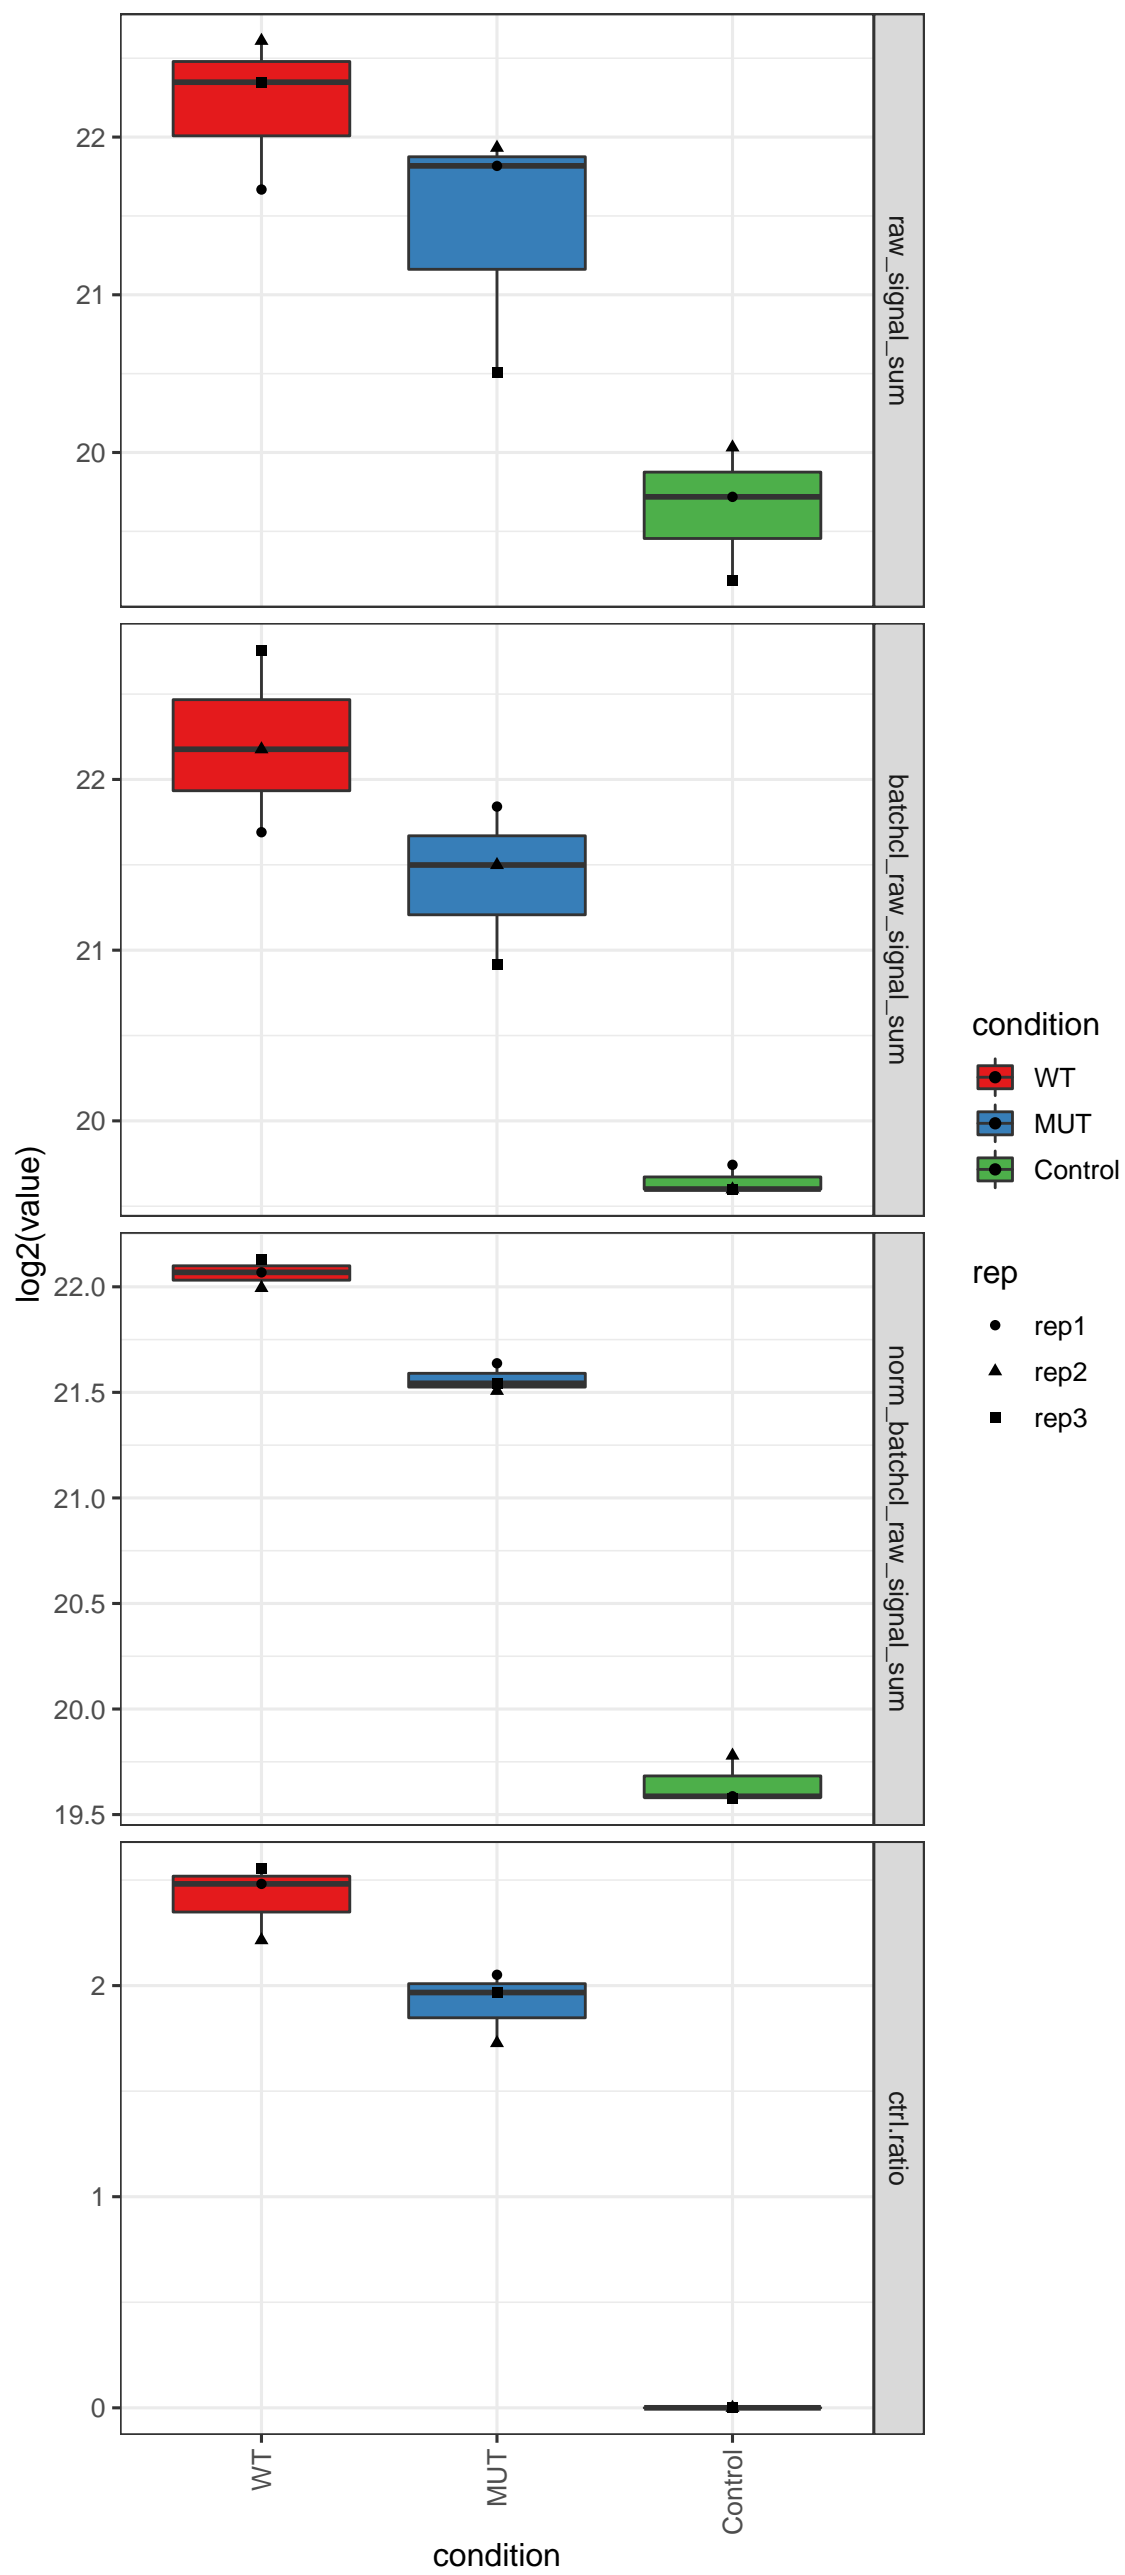 log2(value)
22
21
20
raw_signal_sum
22
21
20
batchcl_raw_signal_sum
22.0
21.5
21.0
20.5
20.0
19.5
norm_batchcl_raw_signal_sum
2
1
0
ctrl.ratio
WT
MUT
Control
condition
condition
WT
MUT
Control
rep
rep1
rep2
rep3